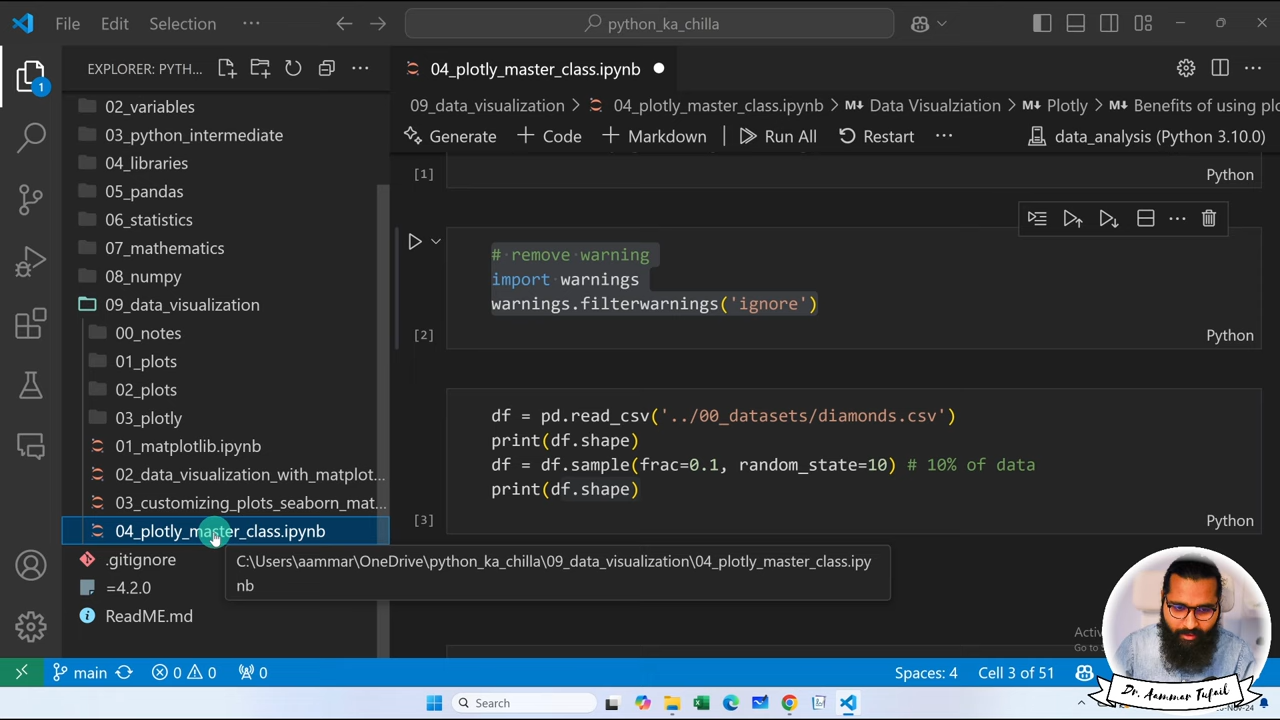 File Edit Selection ···
python_ka_chilla
EXPLORER: PYTH...
1
02_variables
03_python_intermediate
04_libraries
05_pandas
06_statistics
07_mathematics
08_numpy
09_data_visualization
00_notes
01_plots
02_plots
03_plotly
01_matplotlib.ipynb
02_data_visualization_with_matplot...
03_customizing_plots_seaborn_mat...
04_plotly_master_class.ipynb
.gitignore
=4.2.0
ReadME.md
C:\Users\aammar\OneDrive\python_ka_chilla\09_data_visualization\04_plotly_master_class.ipy
nb
04_plotly_master_class.ipynb
09_data_visualization > 04_plotly_master_class.ipynb > M Data Visualziation > M Plotly > M Benefits of using plo
Generate + Code + Markdown Run All Restart ··· data_analysis (Python 3.10.0)
[1] Python
# remove warning
import warnings
warnings.filterwarnings('ignore')
[2] Python
df = pd.read_csv('../00_datasets/diamonds.csv')
print(df.shape)
df = df.sample(frac=0.1, random_state=10) # 10% of data
print(df.shape)
[3] Python
Activ
Go to
main 0 0 0 Spaces: 4 Cell 3 of 51
Dr. Aammar Tufail
Search